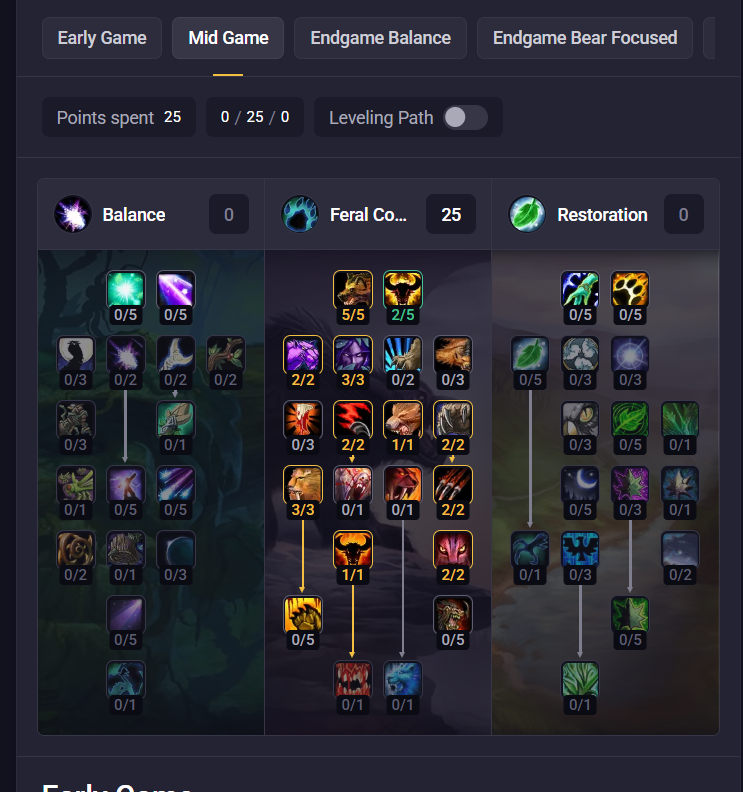 Early Game Mid Game Endgame Balance Endgame Bear Focused
Points spent 25 0 / 25 / 0 Leveling Path
Balance 0 Feral Co... 25 Restoration 0
0/5 0/5 5/5 2/5 0/5 0/5
0/3 0/2 0/2 0/2 2/2 3/3 0/2 0/3 0/5 0/3 0/3
0/3 0/1 0/3 2/2 1/1 2/2 0/3 0/5 0/1
0/1 0/5 0/5 3/3 0/1 0/1 2/2 0/5 0/3 0/1
0/2 0/1 0/3 1/1 2/2 0/1 0/3 0/2
0/5 0/5 0/5 0/5
0/1 0/1 0/1 0/1
Early Game